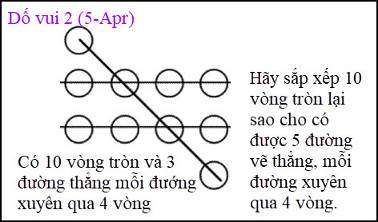 Dố vui 2 (5-Apr)
Hãy sắp xếp 10
vòng tròn lại
sao cho có
được 5 đường
vẽ thẳng, mỗi
đường xuyên
qua 4 vòng.
Có 10 vòng tròn và 3
đường thẳng mỗi đướng
xuyên qua 4 vòng